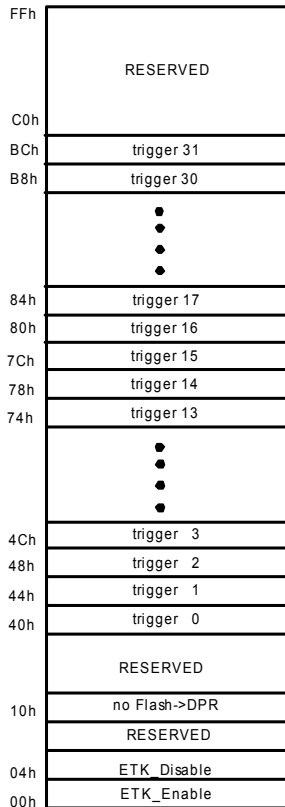 FFh
RESERVED
C0h
BCh trigger 31
B8h trigger 30
84h trigger 17
80h trigger 16
7Ch trigger 15
78h trigger 14
74h trigger 13
4Ch trigger 3
48h trigger 2
44h trigger 1
40h trigger 0
RESERVED
10h no Flash->DPR
RESERVED
04h ETK_Disable
00h ETK_Enable